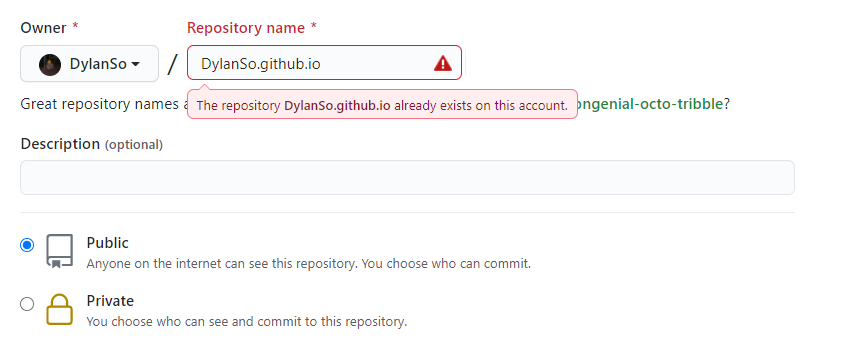 Owner * Repository name *
DylanSo / DylanSo.github.io
The repository DylanSo.github.io already exists on this account.
Great repository names ongenial-octo-tribble?
Description (optional)
Public
Anyone on the internet can see this repository. You choose who can commit.
Private
You choose who can see and commit to this repository.